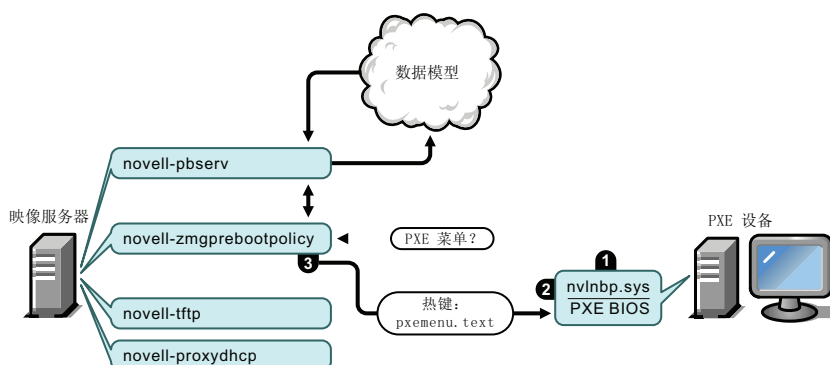 数据模型
novell-pbserv
映像服务器
novell-zmgprebootpolicy
PXE 菜单?
PXE 设备
3
1
2
nvlnbp.sys
PXE BIOS
热键:
pxemenu.text
novell-tftp
novell-proxydhcp